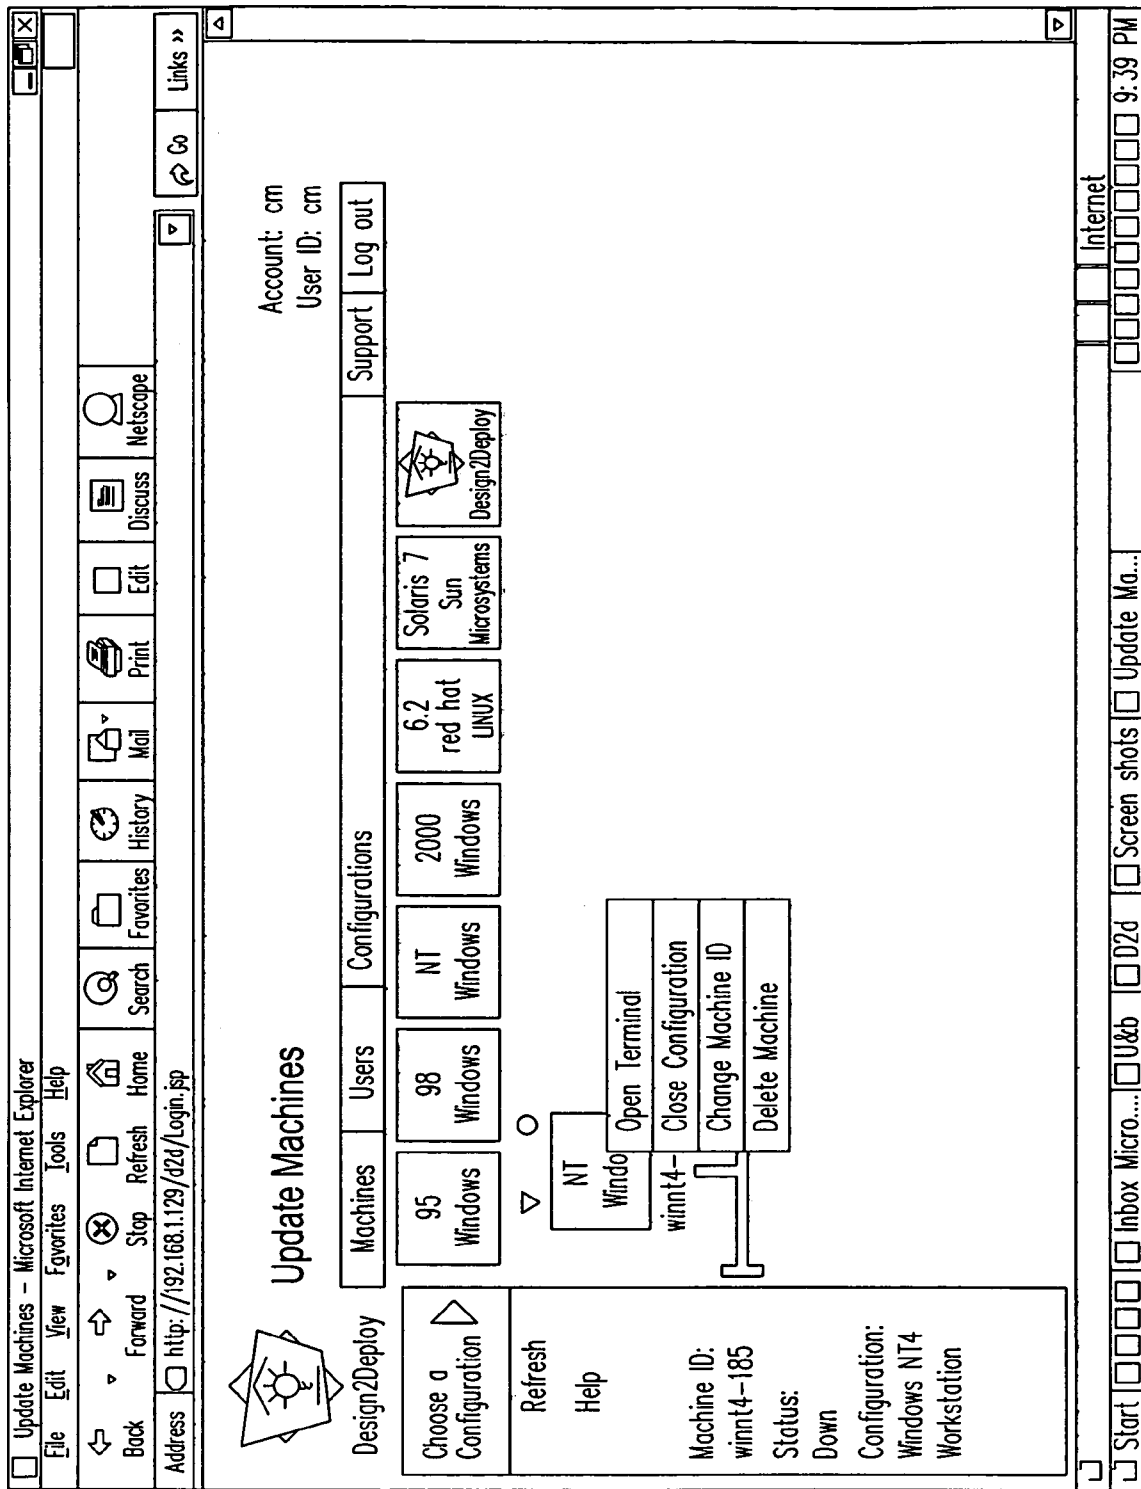 Update Machines - Microsoft Internet Explorer
File Edit View Favorites Tools Help
Back Forward Stop Refresh Home Search Favorites History Mail Print Edit Discuss Netscape
Address http://192.168.1.129/d2d/Login.jsp Go Links »
Design2Deploy
Update Machines
Account: cm
User ID: cm
Machines Users Configurations Support Log out
Choose a
Configuration
95
Windows
98
Windows
NT
Windows
2000
Windows
6.2
red hat
LINUX
Solaris 7
Sun
Microsystems
Design2Deploy
Refresh
Help
NT
Windo
winnt4-
Open Terminal
Close Configuration
Change Machine ID
Delete Machine
Machine ID:
winnt4-185
Status:
Down
Configuration:
Windows NT4
Workstation
Internet
Start Inbox Micro.... U&b D2d Screen shots Update Ma... 9:39 PM